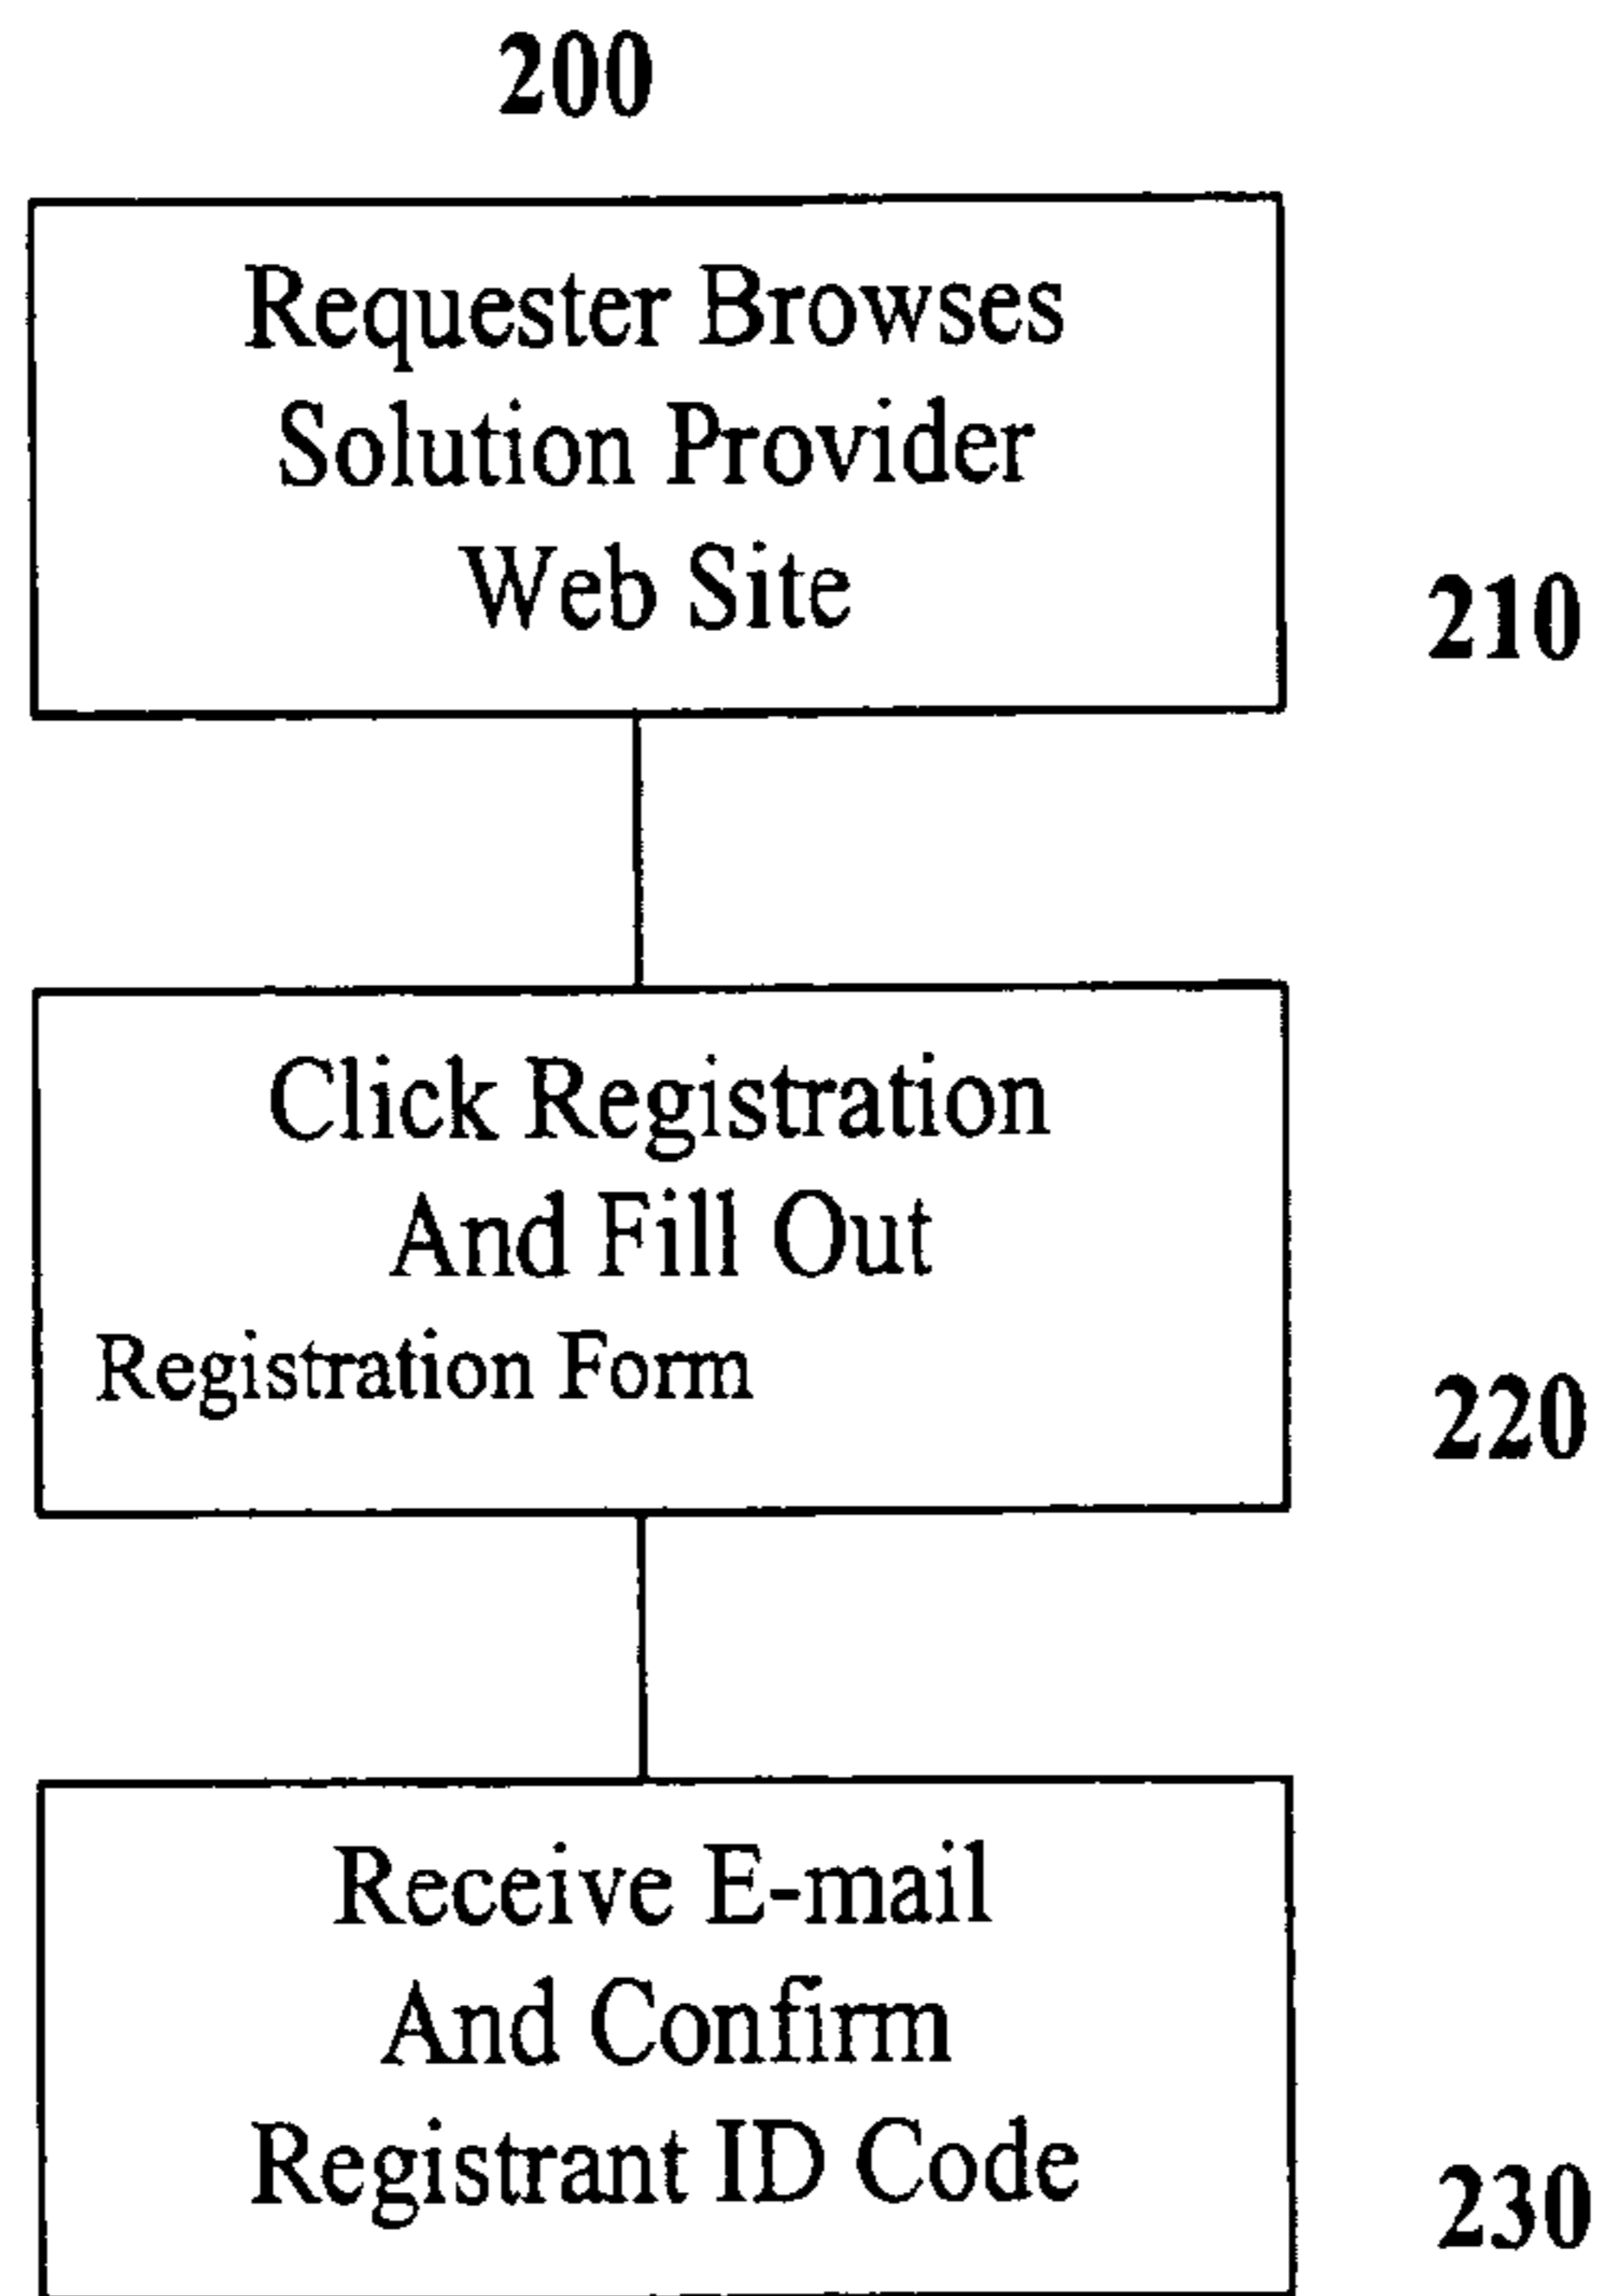 200
Requester Browses
Solution Provider
Web Site
210
Click Registration
And Fill Out
Registration Form
220
Receive E-mail
And Confirm
Registrant ID Code
230